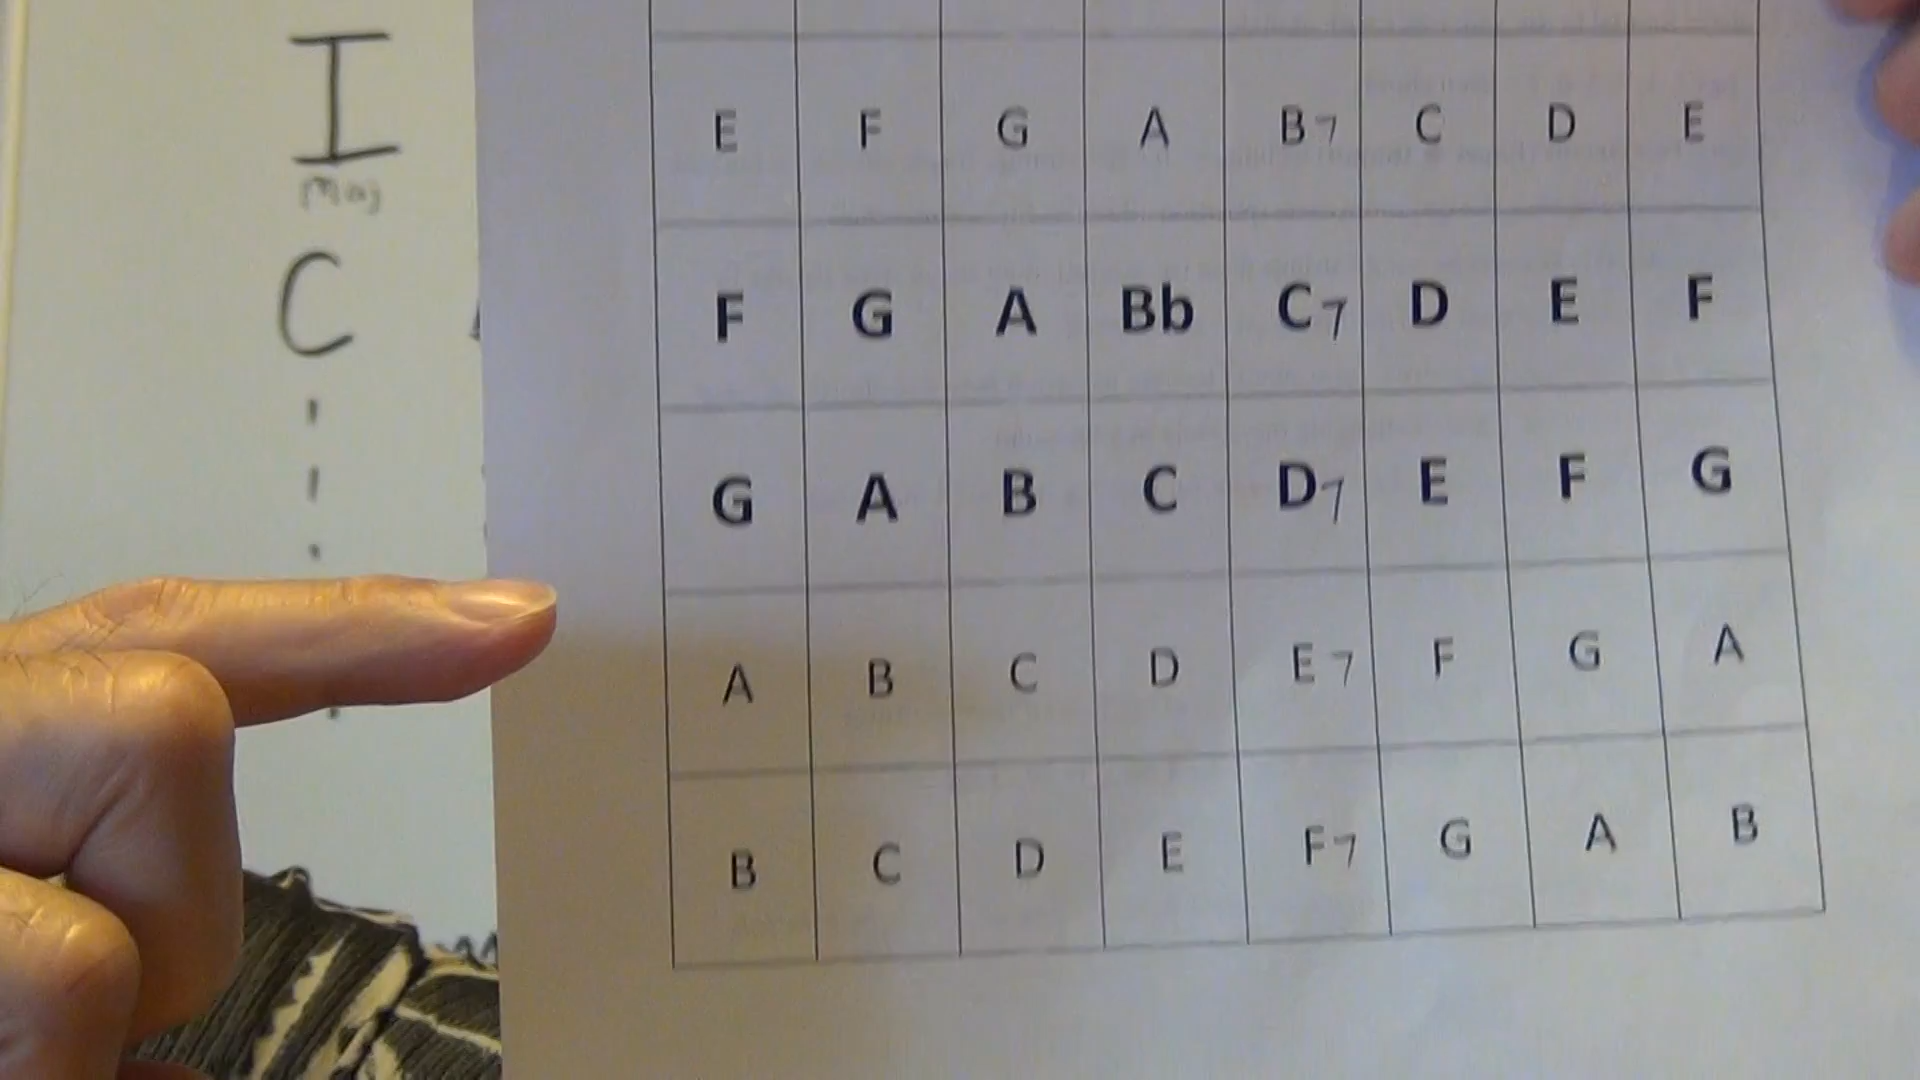 I
Maj
C
E F G A B7 C D E
F G A Bb C7 D E F
G A B C D7 E F G
A B C D E7 F G A
B C D E F7 G A B